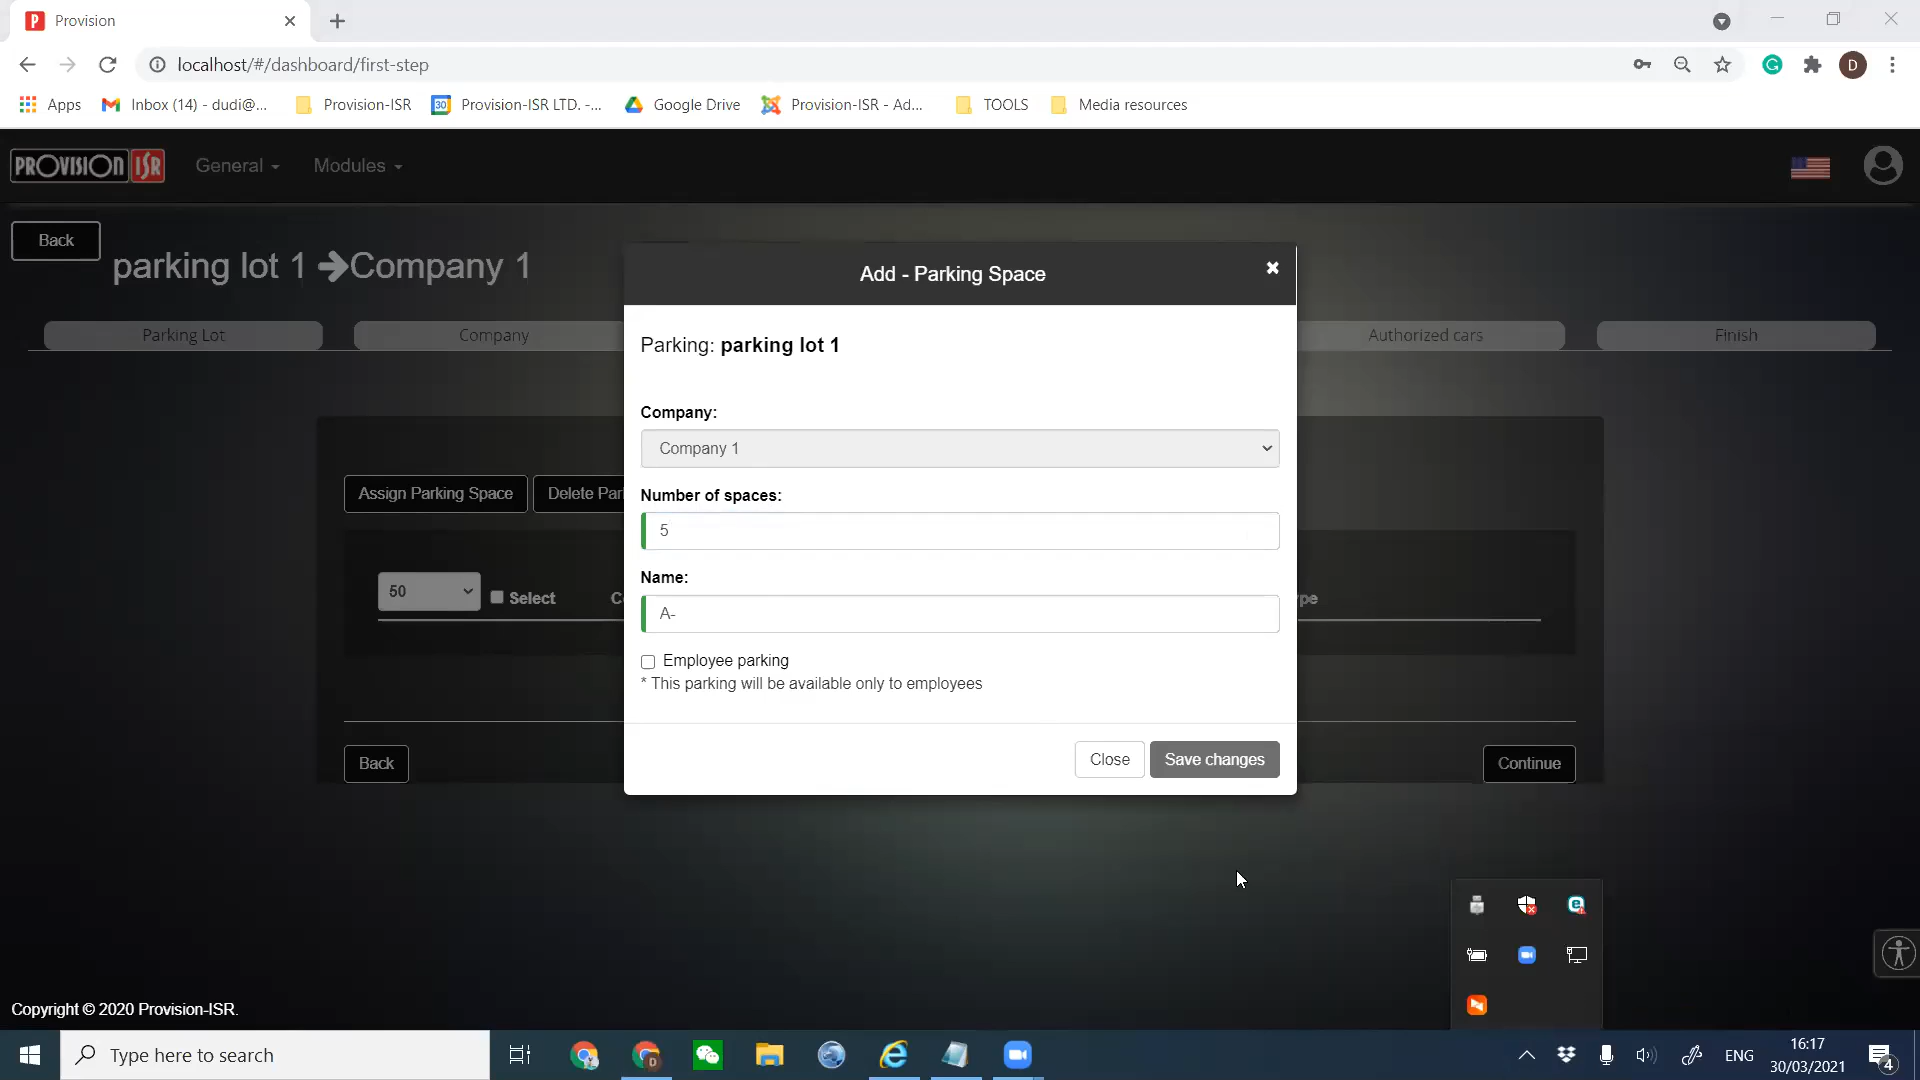 Provision
localhost/#/dashboard/first-step
D
Apps
Inbox (14) - dudi@...
Provision-ISR
30
Provision-ISR LTD. -...
Google Drive
Provision-ISR - Ad...
TOOLS
Media resources
PROVISION ISR
General
Modules
Back
parking lot 1 ➔Company 1
Add - Parking Space
Parking Lot
Company
Authorized cars
Finish
Parking: parking lot 1
Company:
Company 1
Assign Parking Space
Delete Par
Number of spaces:
5
50
Select
C
pe
Name:
A-
Employee parking
* This parking will be available only to employees
Back
Close
Save changes
Continue
Copyright © 2020 Provision-ISR.
Type here to search
ENG
16:17
30/03/2021
4